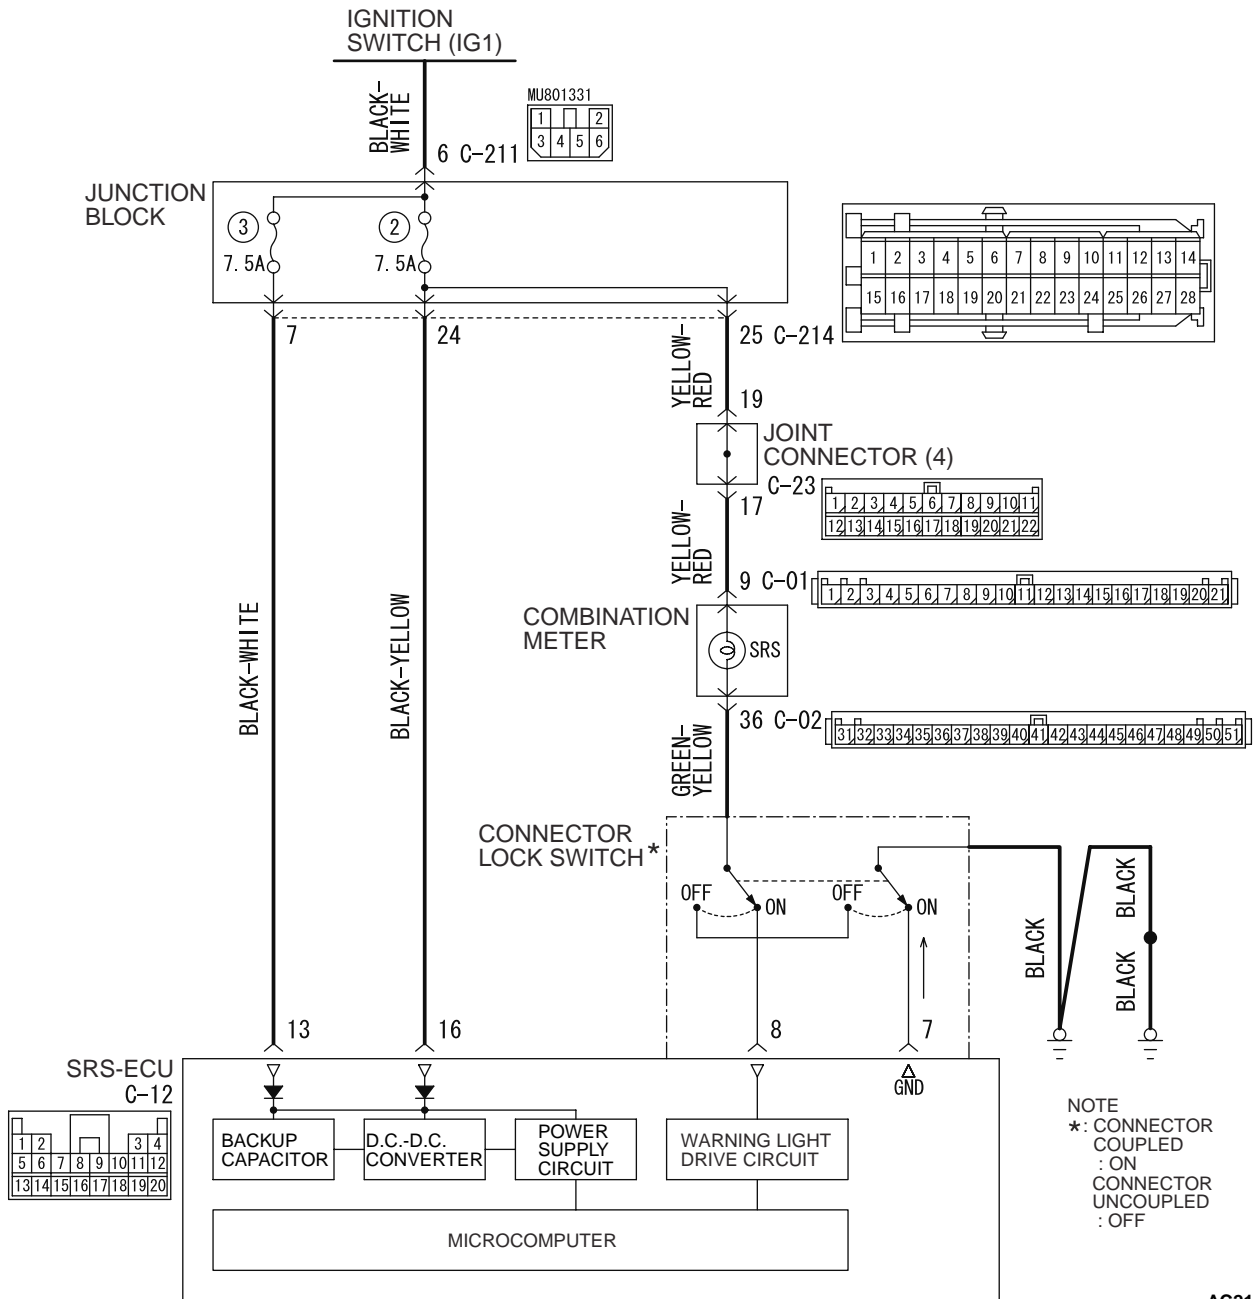 IGNITION
SWITCH (IG1)
BLACK-
WHITE
MU801331
1 2
3 4 5 6
6 C-211
JUNCTION
BLOCK
3
7.5A
2
7.5A
1 2 3 4 5 6 7 8 9 10 11 12 13 14
15 16 17 18 19 20 21 22 23 24 25 26 27 28
7
24
25 C-214
YELLOW-
RED
19
JOINT
CONNECTOR (4)
C-23
1 2 3 4 5 6 7 8 9 10 11
12 13 14 15 16 17 18 19 20 21 22
17
YELLOW-
RED
9 C-01
1 2 3 4 5 6 7 8 9 10 11 12 13 14 15 16 17 18 19 20 21
COMBINATION
METER
SRS
BLACK-WHITE
BLACK-YELLOW
36 C-02
31 32 33 34 35 36 37 38 39 40 41 42 43 44 45 46 47 48 49 50 51
GREEN-
YELLOW
CONNECTOR
LOCK SWITCH *
OFF
ON
OFF
ON
BLACK
BLACK
BLACK
13
16
8
7
SRS-ECU
C-12
GND
1 2 3 4
5 6 7 8 9 10 11 12
13 14 15 16 17 18 19 20
BACKUP
CAPACITOR
D.C.-D.C.
CONVERTER
POWER
SUPPLY
CIRCUIT
WARNING LIGHT
DRIVE CIRCUIT
MICROCOMPUTER
NOTE
*: CONNECTOR
COUPLED
: ON
CONNECTOR
UNCOUPLED
: OFF